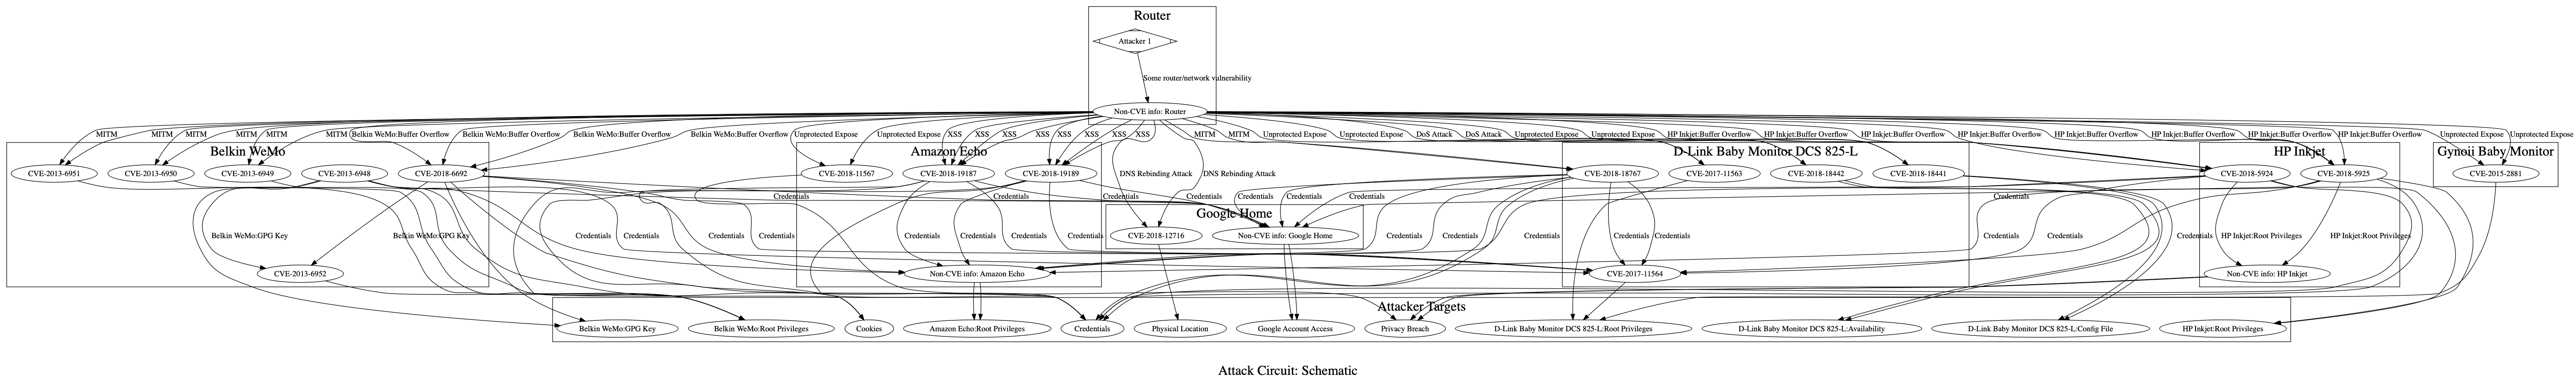 Router
Attacker 1
Some router/network vulnerability
Non-CVE info: Router
MITM MITM MITM MITM MITM MITM Belkin WeMo:Buffer Overflow Belkin WeMo:Buffer Overflow Belkin WeMo:Buffer Overflow Belkin WeMo:Buffer Overflow Unprotected Expose Unprotected Expose XSS XSS XSS XSS XSS XSS XSS XSS MITM MITM Unprotected Expose Unprotected Expose DoS Attack DoS Attack Unprotected Expose Unprotected Expose HP Inkjet:Buffer Overflow HP Inkjet:Buffer Overflow HP Inkjet:Buffer Overflow HP Inkjet:Buffer Overflow HP Inkjet:Buffer Overflow HP Inkjet:Buffer Overflow HP Inkjet:Buffer Overflow HP Inkjet:Buffer Overflow Unprotected Expose Unprotected Expose
Belkin WeMo Amazon Echo D-Link Baby Monitor DCS 825-L HP Inkjet Gynoii Baby Monitor
CVE-2013-6951 CVE-2013-6950 CVE-2013-6949 CVE-2013-6948 CVE-2018-6692 CVE-2018-11567 CVE-2018-19187 CVE-2018-19189 DNS Rebinding Attack DNS Rebinding Attack CVE-2018-18767 CVE-2017-11563 CVE-2018-18442 CVE-2018-18441 CVE-2018-5924 CVE-2018-5925 CVE-2015-2881
Credentials Credentials Credentials Credentials Credentials Credentials Credentials
Google Home
Belkin WeMo:GPG Key Belkin WeMo:GPG Key Credentials Credentials Credentials Credentials Credentials Credentials Credentials CVE-2018-12716 Non-CVE info: Google Home Credentials Credentials Credentials Credentials Credentials Credentials Credentials Credentials Credentials HP Inkjet:Root Privileges HP Inkjet:Root Privileges
CVE-2013-6952 Non-CVE info: Amazon Echo CVE-2017-11564 Non-CVE info: HP Inkjet
Attacker Targets
Belkin WeMo:GPG Key Belkin WeMo:Root Privileges Cookies Amazon Echo:Root Privileges Credentials Physical Location Google Account Access Privacy Breach D-Link Baby Monitor DCS 825-L:Root Privileges D-Link Baby Monitor DCS 825-L:Availability D-Link Baby Monitor DCS 825-L:Config File HP Inkjet:Root Privileges
Attack Circuit: Schematic